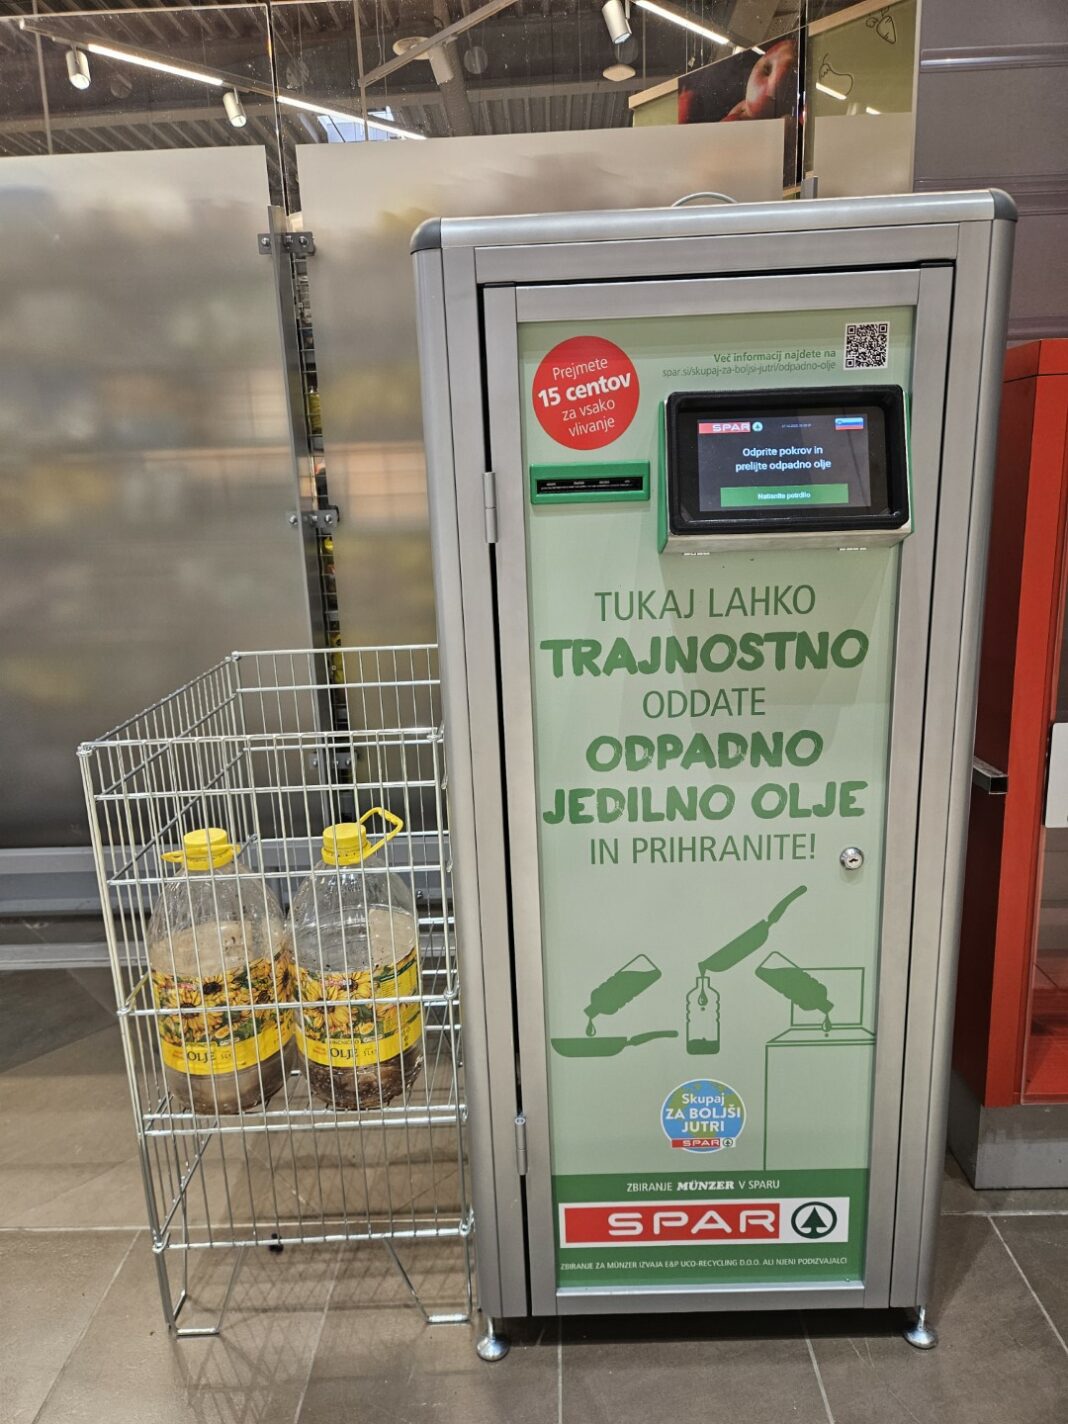 Prejmete
15 centov
za vsako
vlivanje
Več informacij najdete na
spar.si/skupaj-za-boljsi-jutri/odpadno-olje
SPAR
Odprite pokrov in
prelijte odpadno olje
Natisnite potrdilo
TUKAJ LAHKO
TRAJNOSTNO
ODDATE
ODPADNO
JEDILNO OLJE
IN PRIHRANITE!
Skupaj
ZA BOLJŠI
JUTRI
SPAR
ZBIRANJE MÜNZER V SPARU
SPAR
ZBIRANJE ZA MÜNZER IZVAJA E&P UCO-RECYCLING D.O.O. ALI NJENI PODIZVAJALCI
OLJE
OLJE